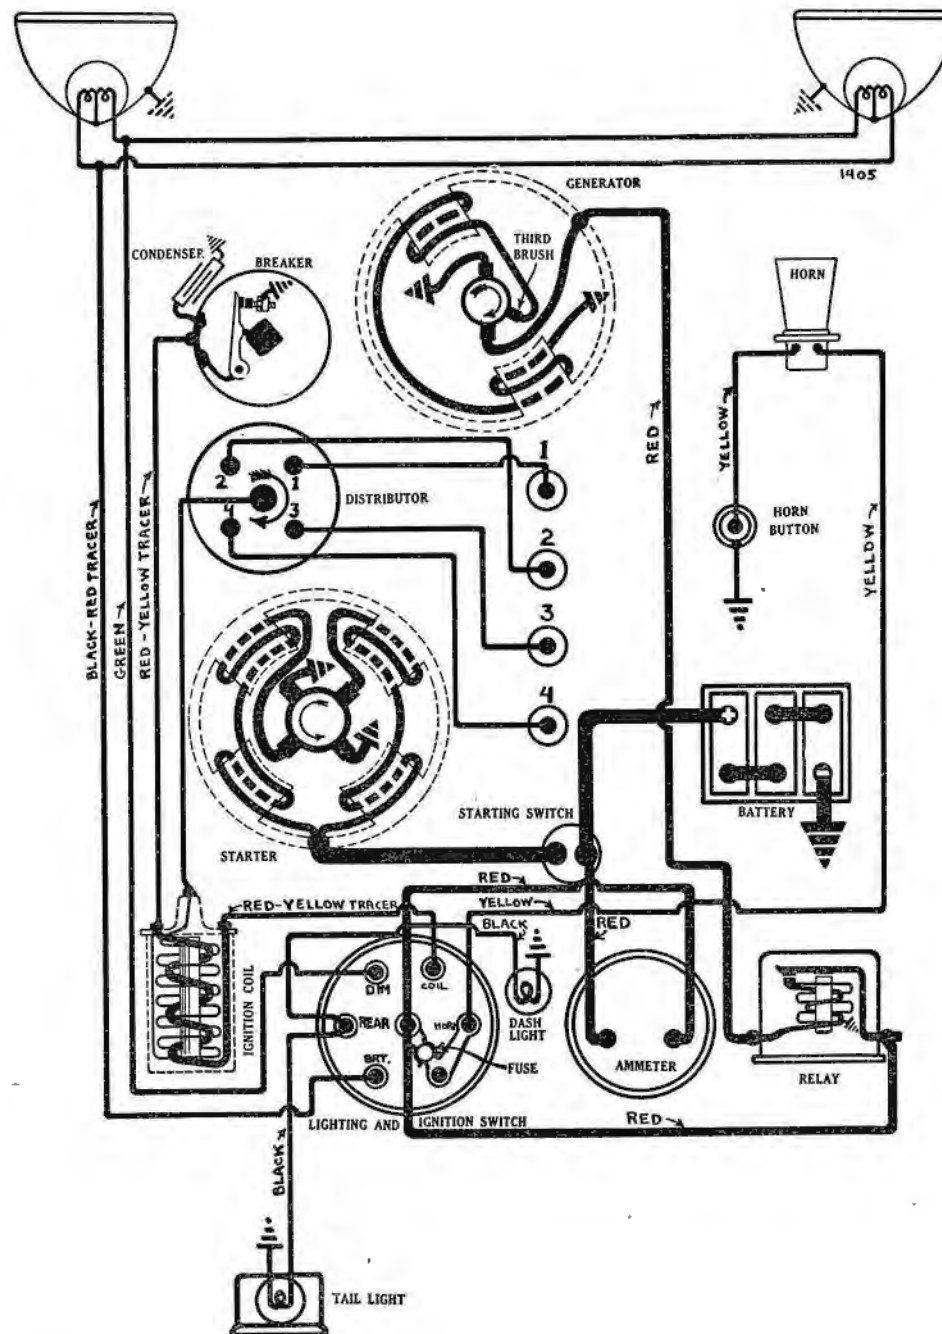 1405
GENERATOR
THIRD
BRUSH
CONDENSER
BREAKER
HORN
RED
YELLOW
YELLOW
HORN
BUTTON
1
2
3
4
2
1
4
3
DISTRIBUTOR
BLACK-RED TRACER
GREEN
RED-YELLOW TRACER
BATTERY
STARTING SWITCH
STARTER
RED
RED-YELLOW TRACER
YELLOW
BLACK
RED
IGNITION COIL
DIM
COIL
REAR
HORN
BRT.
DASH
LIGHT
FUSE
AMMETER
RELAY
LIGHTING AND IGNITION SWITCH
RED
BLACK
TAIL LIGHT